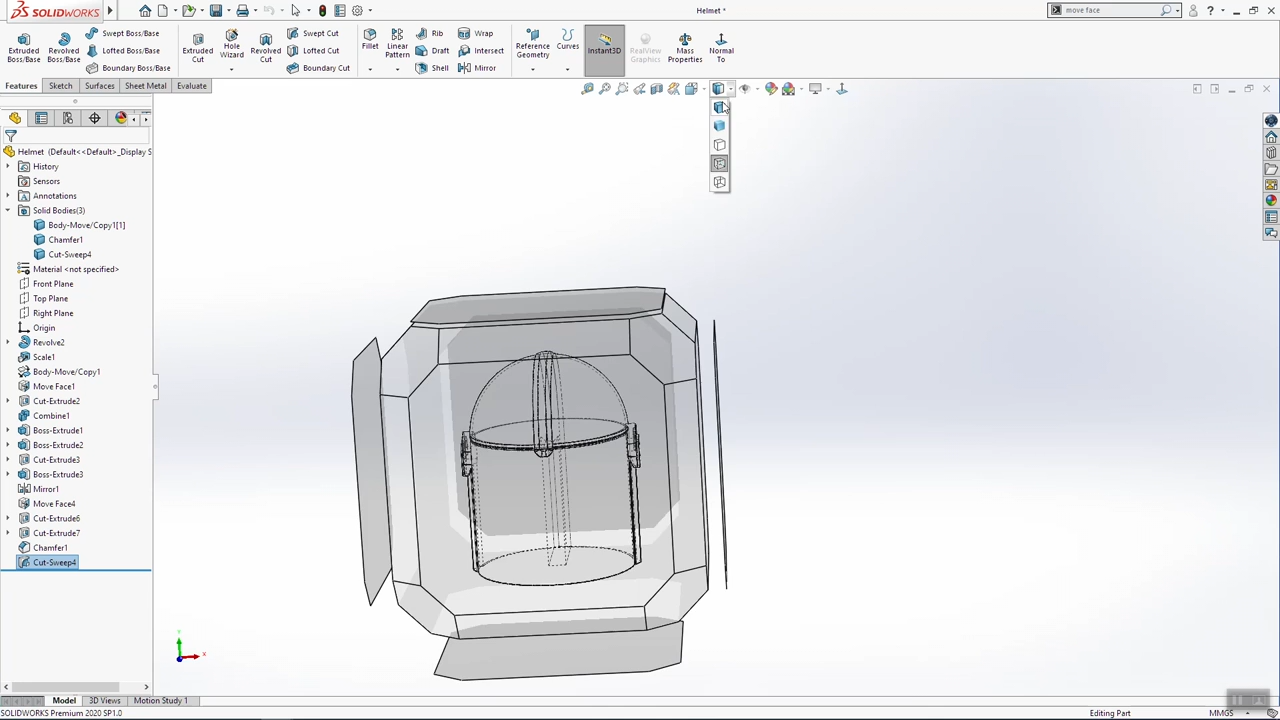 SOLIDWORKS
Helmet *
move face
Extruded Boss/Base
Revolved Boss/Base
Swept Boss/Base
Lofted Boss/Base
Boundary Boss/Base
Extruded Cut
Hole Wizard
Revolved Cut
Swept Cut
Lofted Cut
Boundary Cut
Fillet
Linear Pattern
Rib
Draft
Shell
Wrap
Intersect
Mirror
Reference Geometry
Curves
Instant3D
RealView Graphics
Mass Properties
Normal To
Features
Sketch
Surfaces
Sheet Metal
Evaluate
Helmet (Default<<Default>_Display S
History
Sensors
Annotations
Solid Bodies(3)
Body-Move/Copy1[1]
Chamfer1
Cut-Sweep4
Material <not specified>
Front Plane
Top Plane
Right Plane
Origin
Revolve2
Scale1
Body-Move/Copy1
Move Face1
Cut-Extrude2
Combine1
Boss-Extrude1
Boss-Extrude2
Cut-Extrude3
Boss-Extrude3
Mirror1
Move Face4
Cut-Extrude6
Cut-Extrude7
Chamfer1
Cut-Sweep4
Y
X
Model
3D Views
Motion Study 1
SOLIDWORKS Premium 2020 SP1.0
Editing Part
MMGS